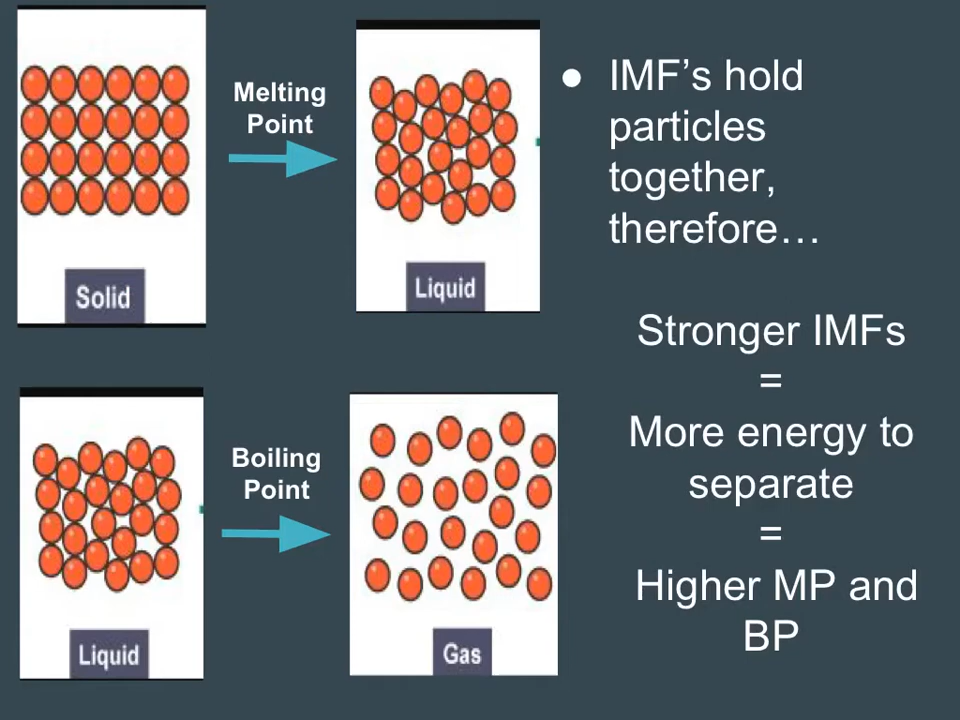 Melting
Point
Solid
Liquid
Boiling
Point
Liquid
Gas
● IMF’s hold
particles
together,
therefore…
Stronger IMFs
=
More energy to
separate
=
Higher MP and
BP